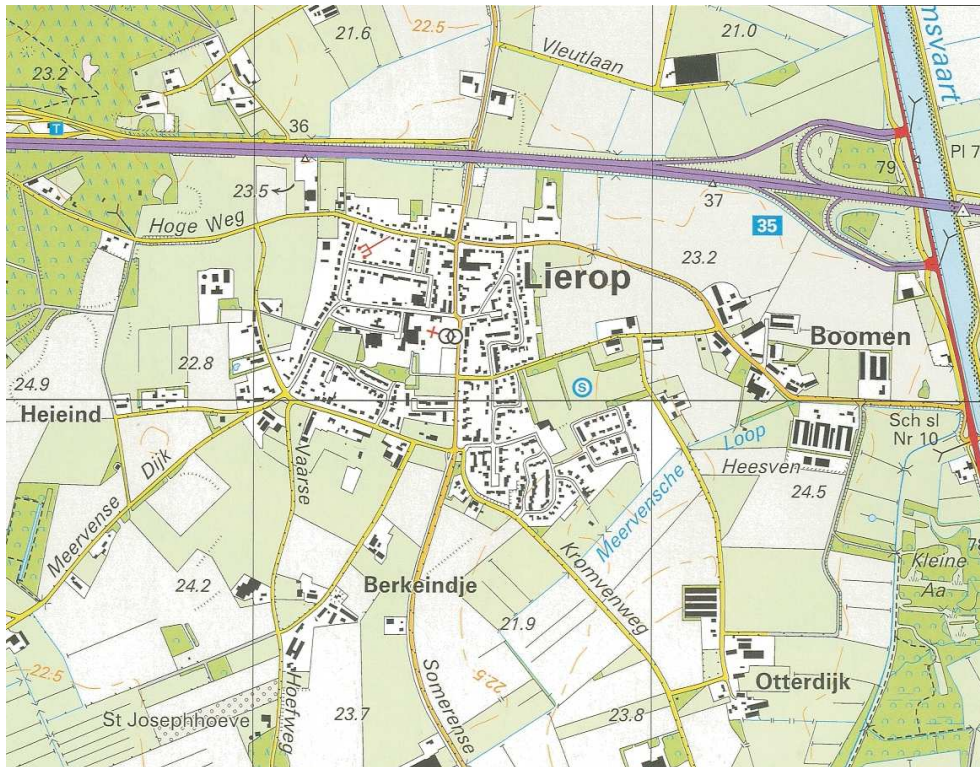 21.6
22.5
21.0
Vleutlaan
msvaart
23.2
T
36
79
Pl 7
23.5
37
35
Hoge Weg
23.2
Lierop
Boomen
22.8
24.9
S
Heieind
Sch sl
Nr 10
Loop
Dijk
Vaarse
Heesven
24.5
Meervense
Meervensche
Kleine
Aa
24.2
Berkeindje
Kromvenweg
21.9
22.5
22.5
Otterdijk
St Josephhoeve
Hoefweg
23.7
Somerense
23.8